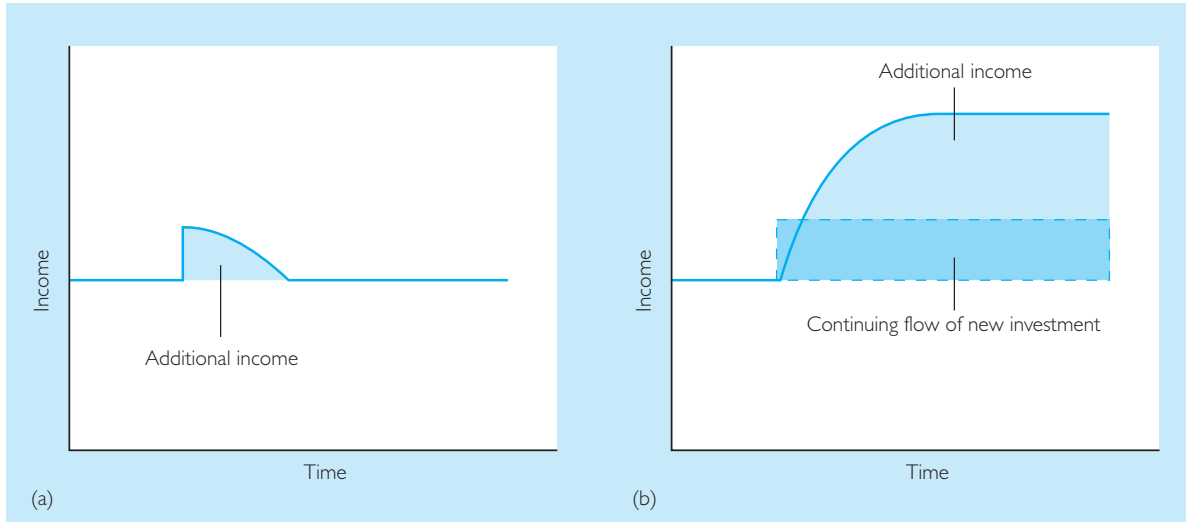 Income
Additional income
Time
(a)
Income
Additional income
Continuing flow of new investment
Time
(b)